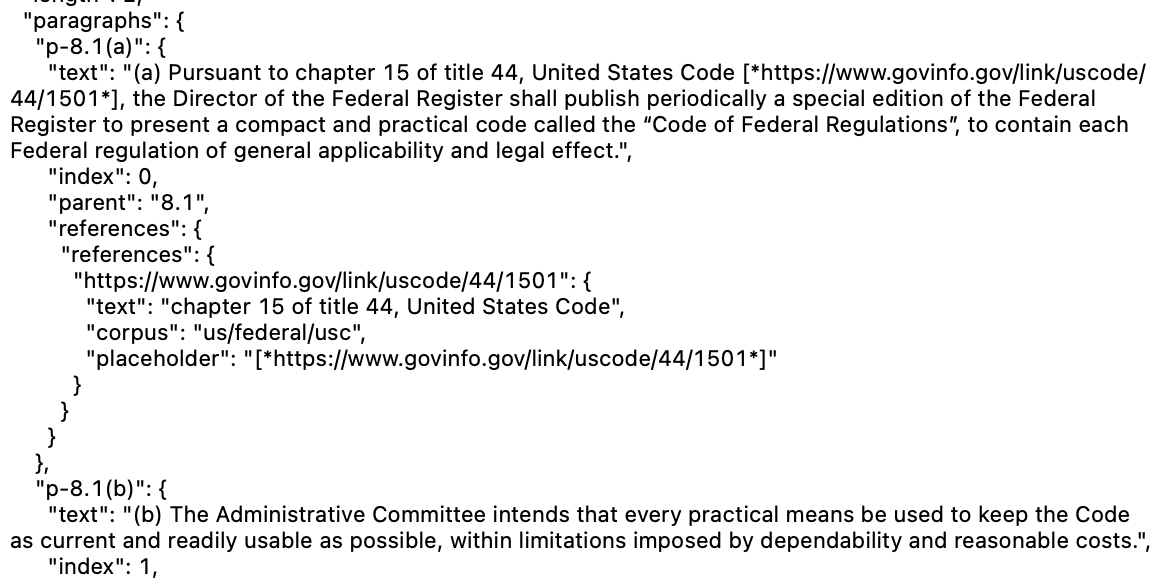 "length": 2,
"paragraphs": {
"p-8.1(a)": {
"text": "(a) Pursuant to chapter 15 of title 44, United States Code [*https://www.govinfo.gov/link/uscode/
44/1501*], the Director of the Federal Register shall publish periodically a special edition of the Federal
Register to present a compact and practical code called the “Code of Federal Regulations”, to contain each
Federal regulation of general applicability and legal effect.",
"index": 0,
"parent": "8.1",
"references": {
"references": {
"https://www.govinfo.gov/link/uscode/44/1501": {
"text": "chapter 15 of title 44, United States Code",
"corpus": "us/federal/usc",
"placeholder": "[*https://www.govinfo.gov/link/uscode/44/1501*]"
}
}
}
},
"p-8.1(b)": {
"text": "(b) The Administrative Committee intends that every practical means be used to keep the Code
as current and readily usable as possible, within limitations imposed by dependability and reasonable costs.",
"index": 1,